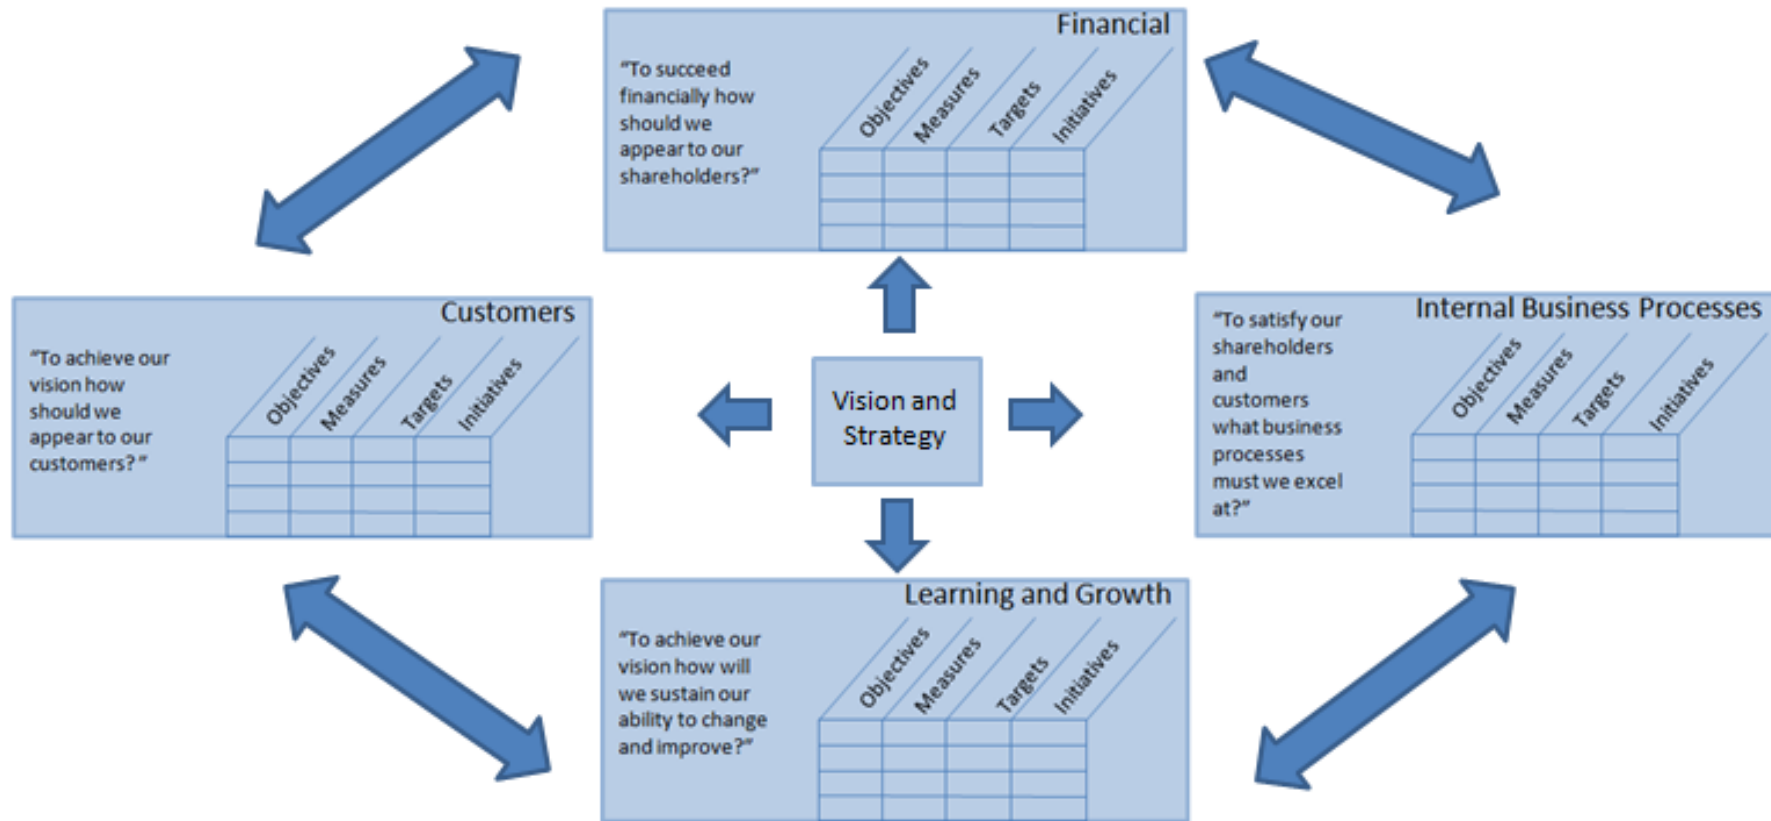 Financial
“To succeed
financially how
should we
appear to our
shareholders?”
Objectives
Measures
Targets
Initiatives
Customers
“To achieve our
vision how
should we
appear to our
customers? ”
Objectives
Measures
Targets
Initiatives
Vision and
Strategy
Internal Business Processes
“To satisfy our
shareholders
and
customers
what business
processes
must we excel
at?”
Objectives
Measures
Targets
Initiatives
Learning and Growth
“To achieve our
vision how will
we sustain our
ability to change
and improve?”
Objectives
Measures
Targets
Initiatives